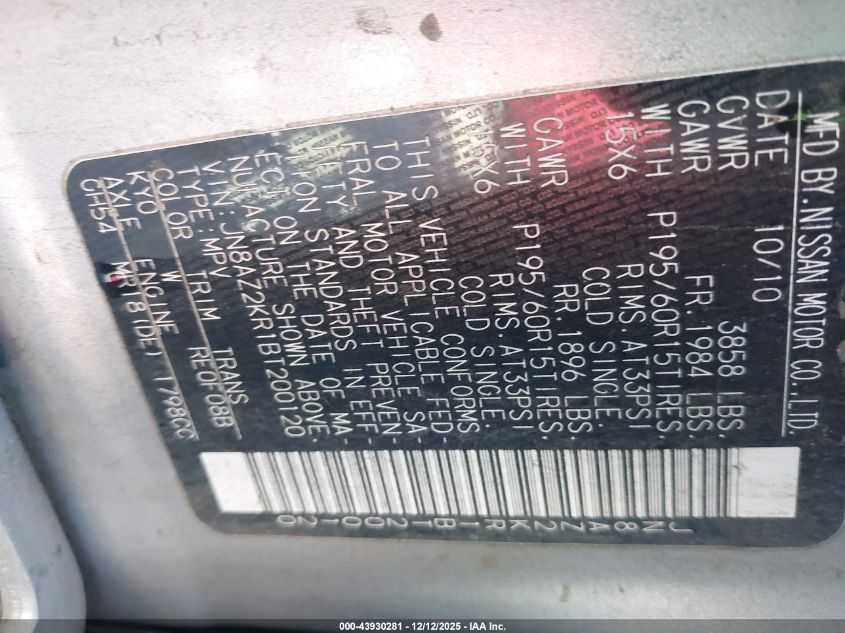 MFD BY. NISSAN MOTOR CO., LTD.
DATE 10/10
GVWR 3858 LBS.
GAWR FR. 1984 LBS.
WITH P195/60R15TIRES.
15X6 RIMS. AT33PSI
COLD SINGLE.
GAWR RR. 1896 LBS.
WITH P195/60R15TIRES.
X6 RIMS. AT33PSI
COLD SINGLE.
THIS VEHICLE CONFORMS
TO ALL APPLICABLE FED-
ERAL MOTOR VEHICLE SA-
FETY AND THEFT PREVEN-
TION STANDARDS IN EFF-
ECT ON THE DATE OF MA-
NUFACTURE SHOWN ABOVE.
VIN: JN8AZ2KR1BT200120
TYPE: MPV
COLOR TRIM TRANS
KY0 W RE0F08B
AXLE ENGINE
CH54 MR18(DE) 1798CC
JN8AZ2KR1BT200120
000-43930281 - 12/12/2025 - IAA Inc.